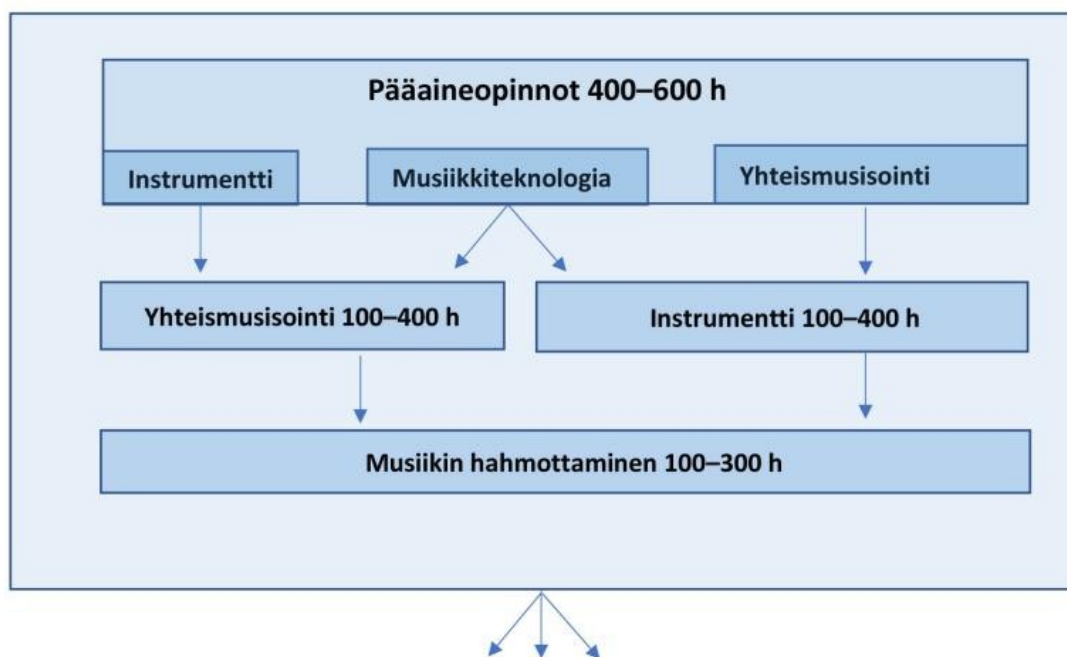 Pääaineopinnot 400–600 h
Instrumentti
Musiikkiteknologia
Yhteismusisointi
Yhteismusisointi 100–400 h
Instrumentti 100–400 h
Musiikin hahmottaminen 100–300 h